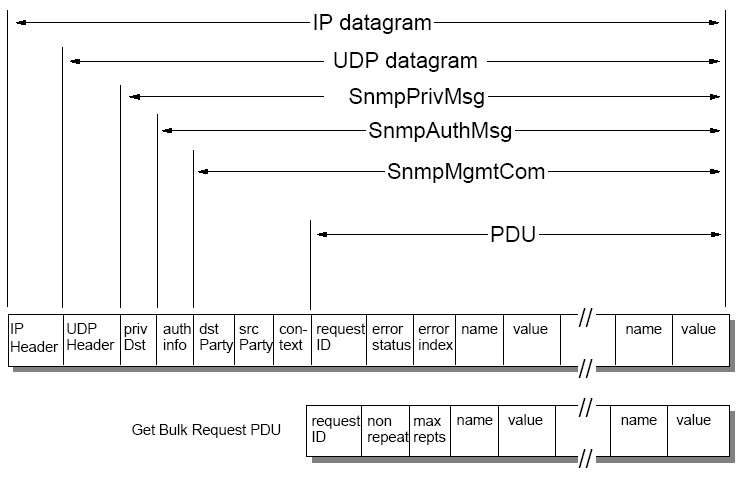 IP datagram
UDP datagram
SnmpPrivMsg
SnmpAuthMsg
SnmpMgmtCom
PDU
IP Header
UDP Header
priv Dst
auth info
dst Party
src Party
con- text
request ID
error status
error index
name
value
//
name
value
//
Get Bulk Request PDU
request ID
non repeat
max repts
name
value
//
name
value
//